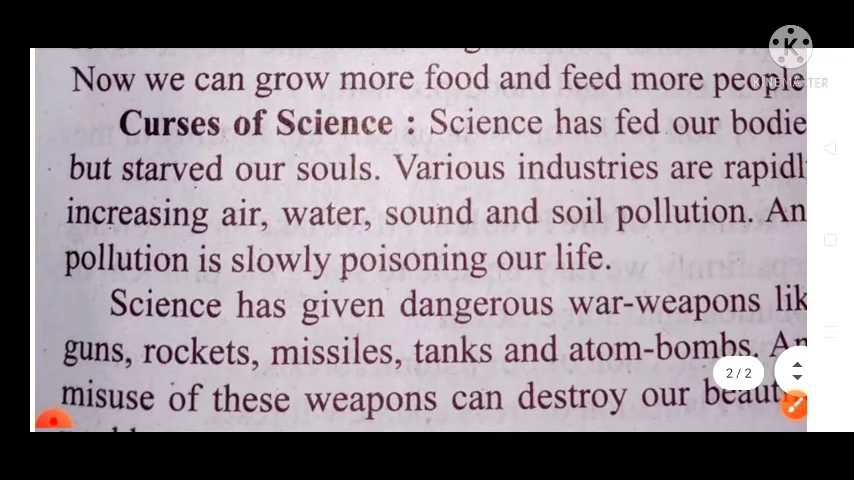 Now we can grow more food and feed more people
Curses of Science : Science has fed our bodie
but starved our souls. Various industries are rapidl
increasing air, water, sound and soil pollution. An
pollution is slowly poisoning our life.
Science has given dangerous war-weapons lik
guns, rockets, missiles, tanks and atom-bombs. An
misuse of these weapons can destroy our beauti
2/2
K
KINEMASTER